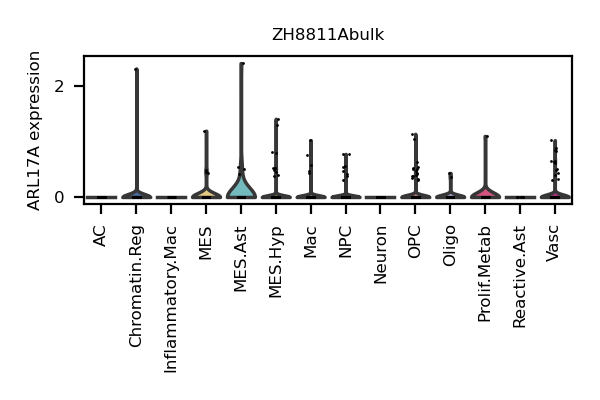 ZH8811Abulk
ARL17A expression
2
0
AC
Chromatin.Reg
Inflammatory.Mac
MES
MES.Ast
MES.Hyp
Mac
NPC
Neuron
OPC
Oligo
Prolif.Metab
Reactive.Ast
Vasc